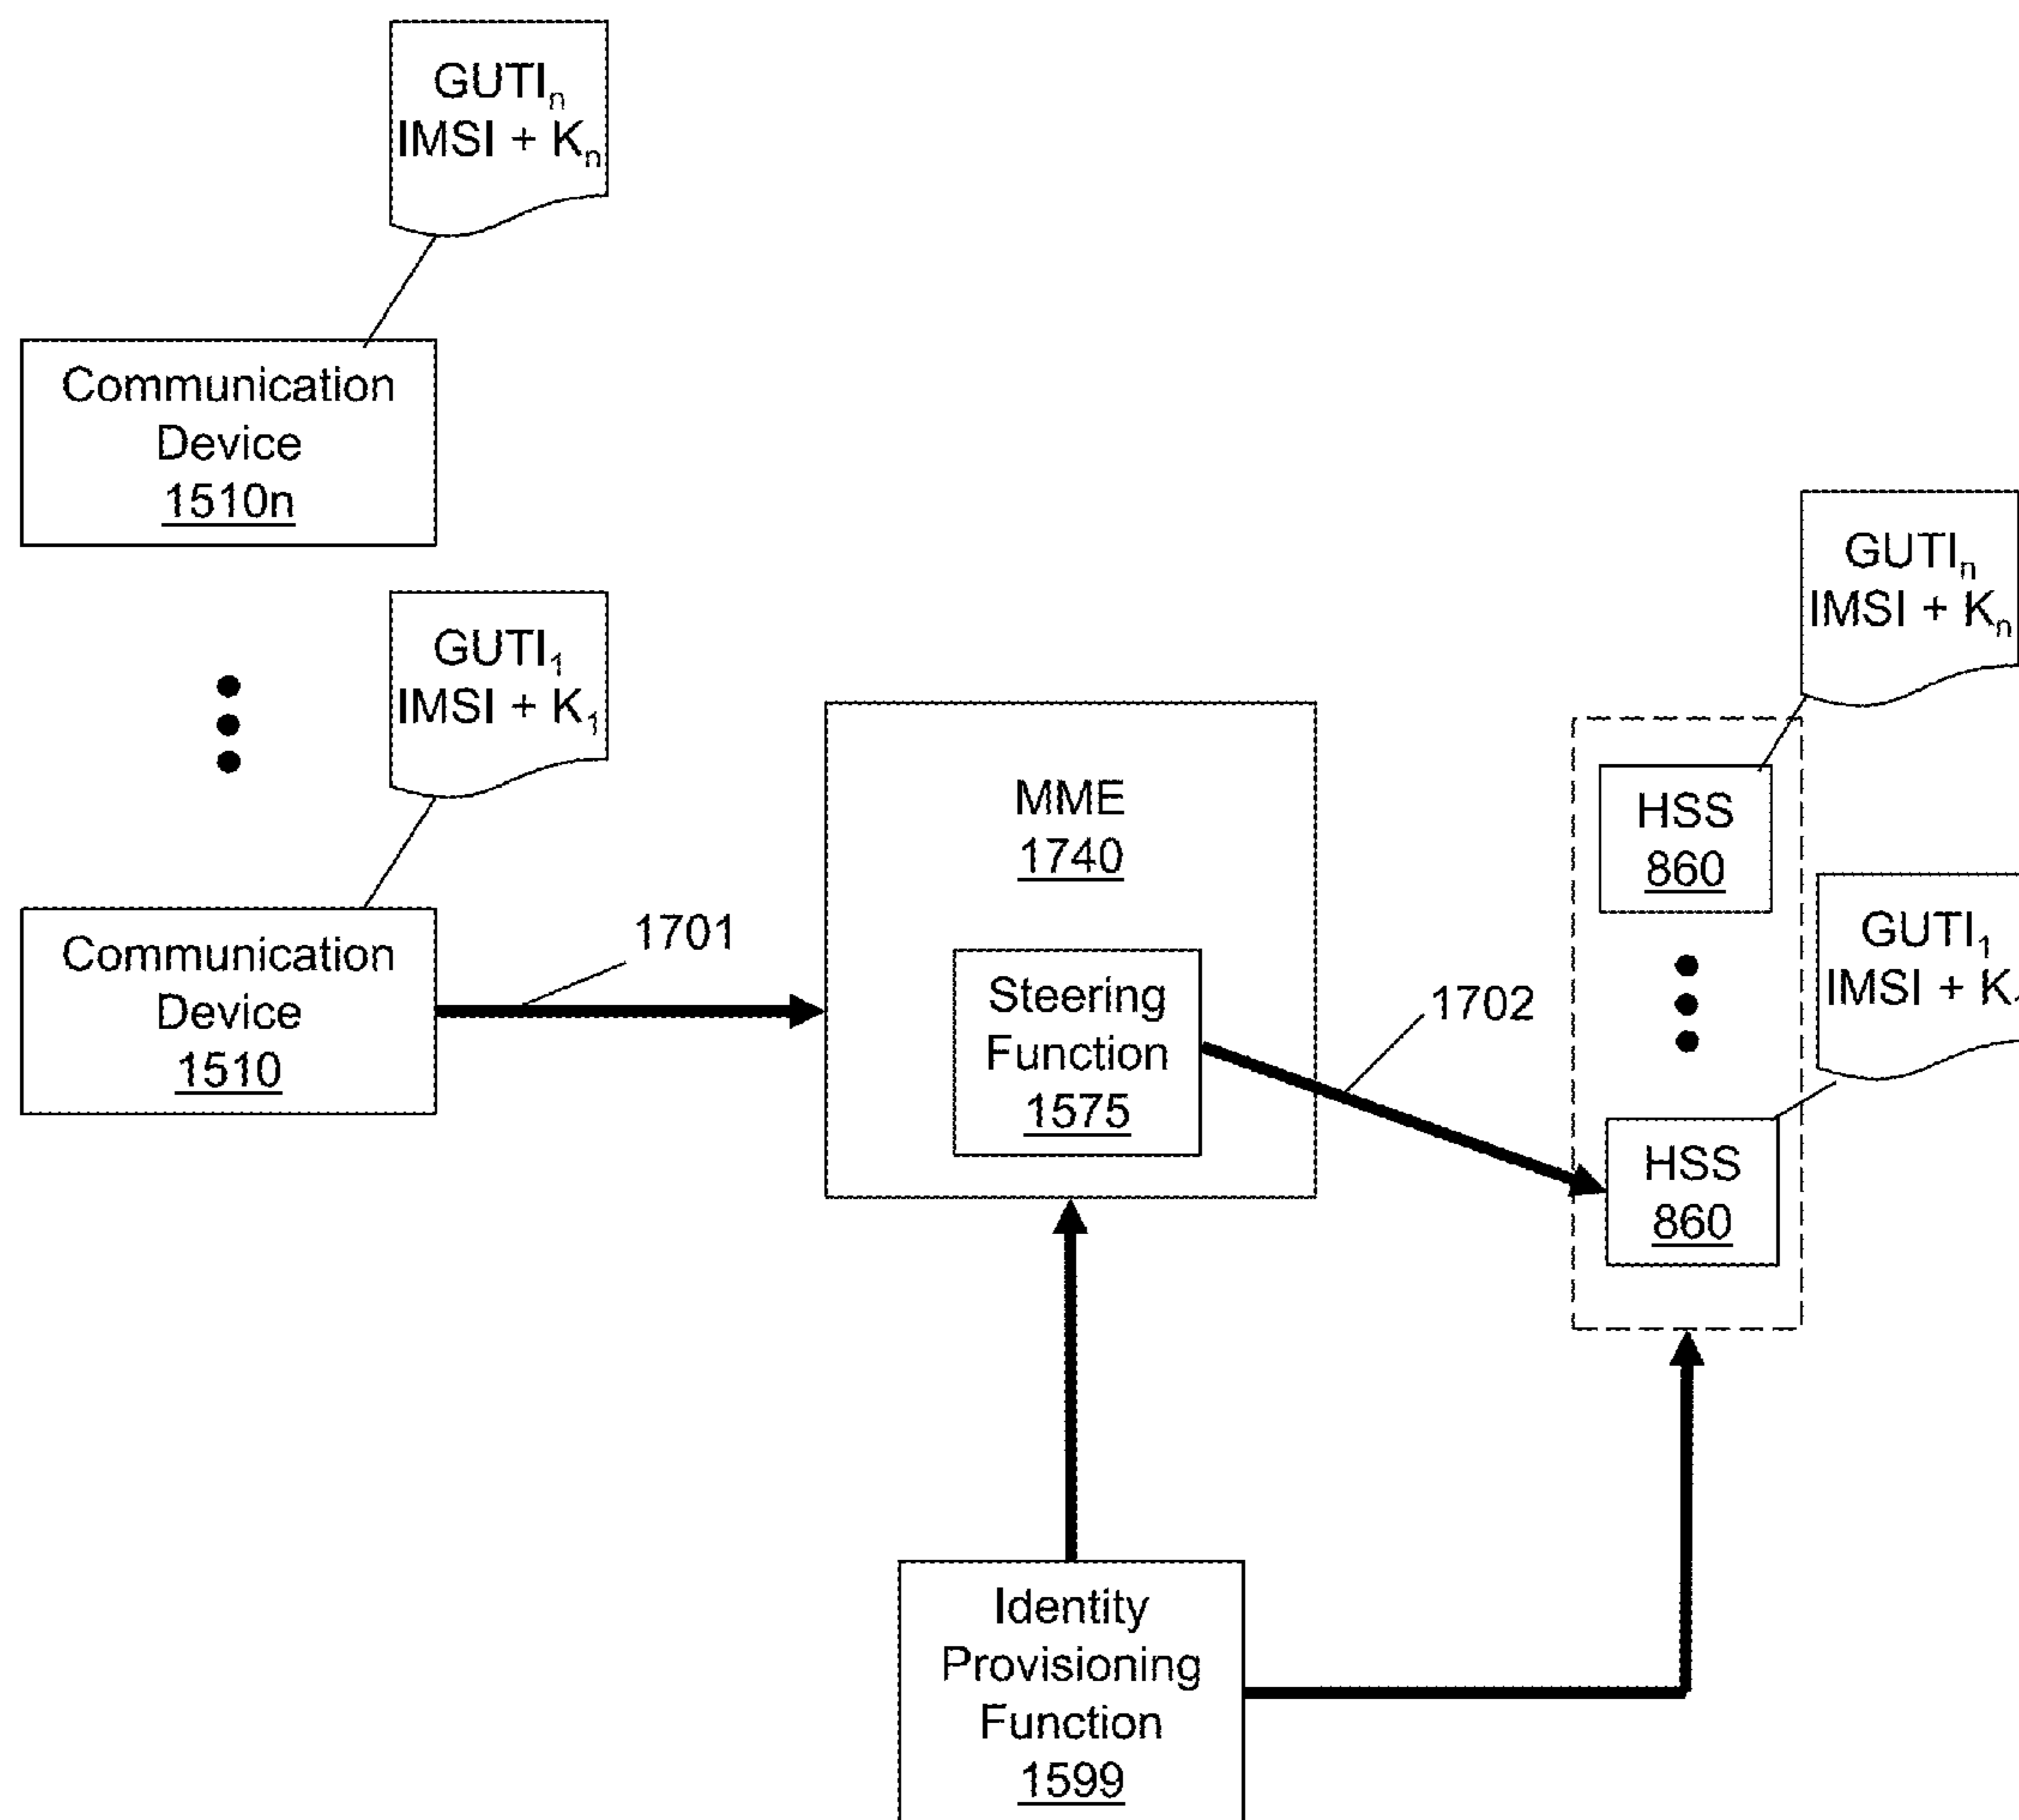 GUTIₙ
IMSI + Kₙ
Communication
Device
1510n
GUTI₁
IMSI + K₁
Communication
Device
1510
1701
MME
1740
Steering
Function
1575
1702
GUTIₙ
IMSI + Kₙ
HSS
860
GUTI₁
IMSI + K₁
HSS
860
Identity
Provisioning
Function
1599